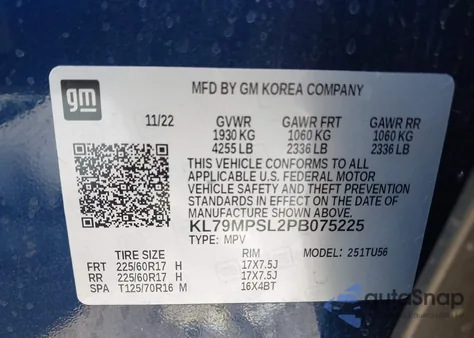 gm
MFD BY GM KOREA COMPANY
11/22 GVWR GAWR FRT GAWR RR
1930 KG 1060 KG 1060 KG
4255 LB 2336 LB 2336 LB
THIS VEHICLE CONFORMS TO ALL
APPLICABLE U.S. FEDERAL MOTOR
VEHICLE SAFETY AND THEFT PREVENTION
STANDARDS IN EFFECT ON THE DATE OF
MANUFACTURE SHOWN ABOVE.
KL79MPSL2PB075225
TYPE: MPV MODEL: 251TU56
TIRE SIZE RIM
FRT 225/60R17 H 17X7.5J
RR 225/60R17 H 17X7.5J
SPA T125/70R16 M 16X4BT
autoSnap